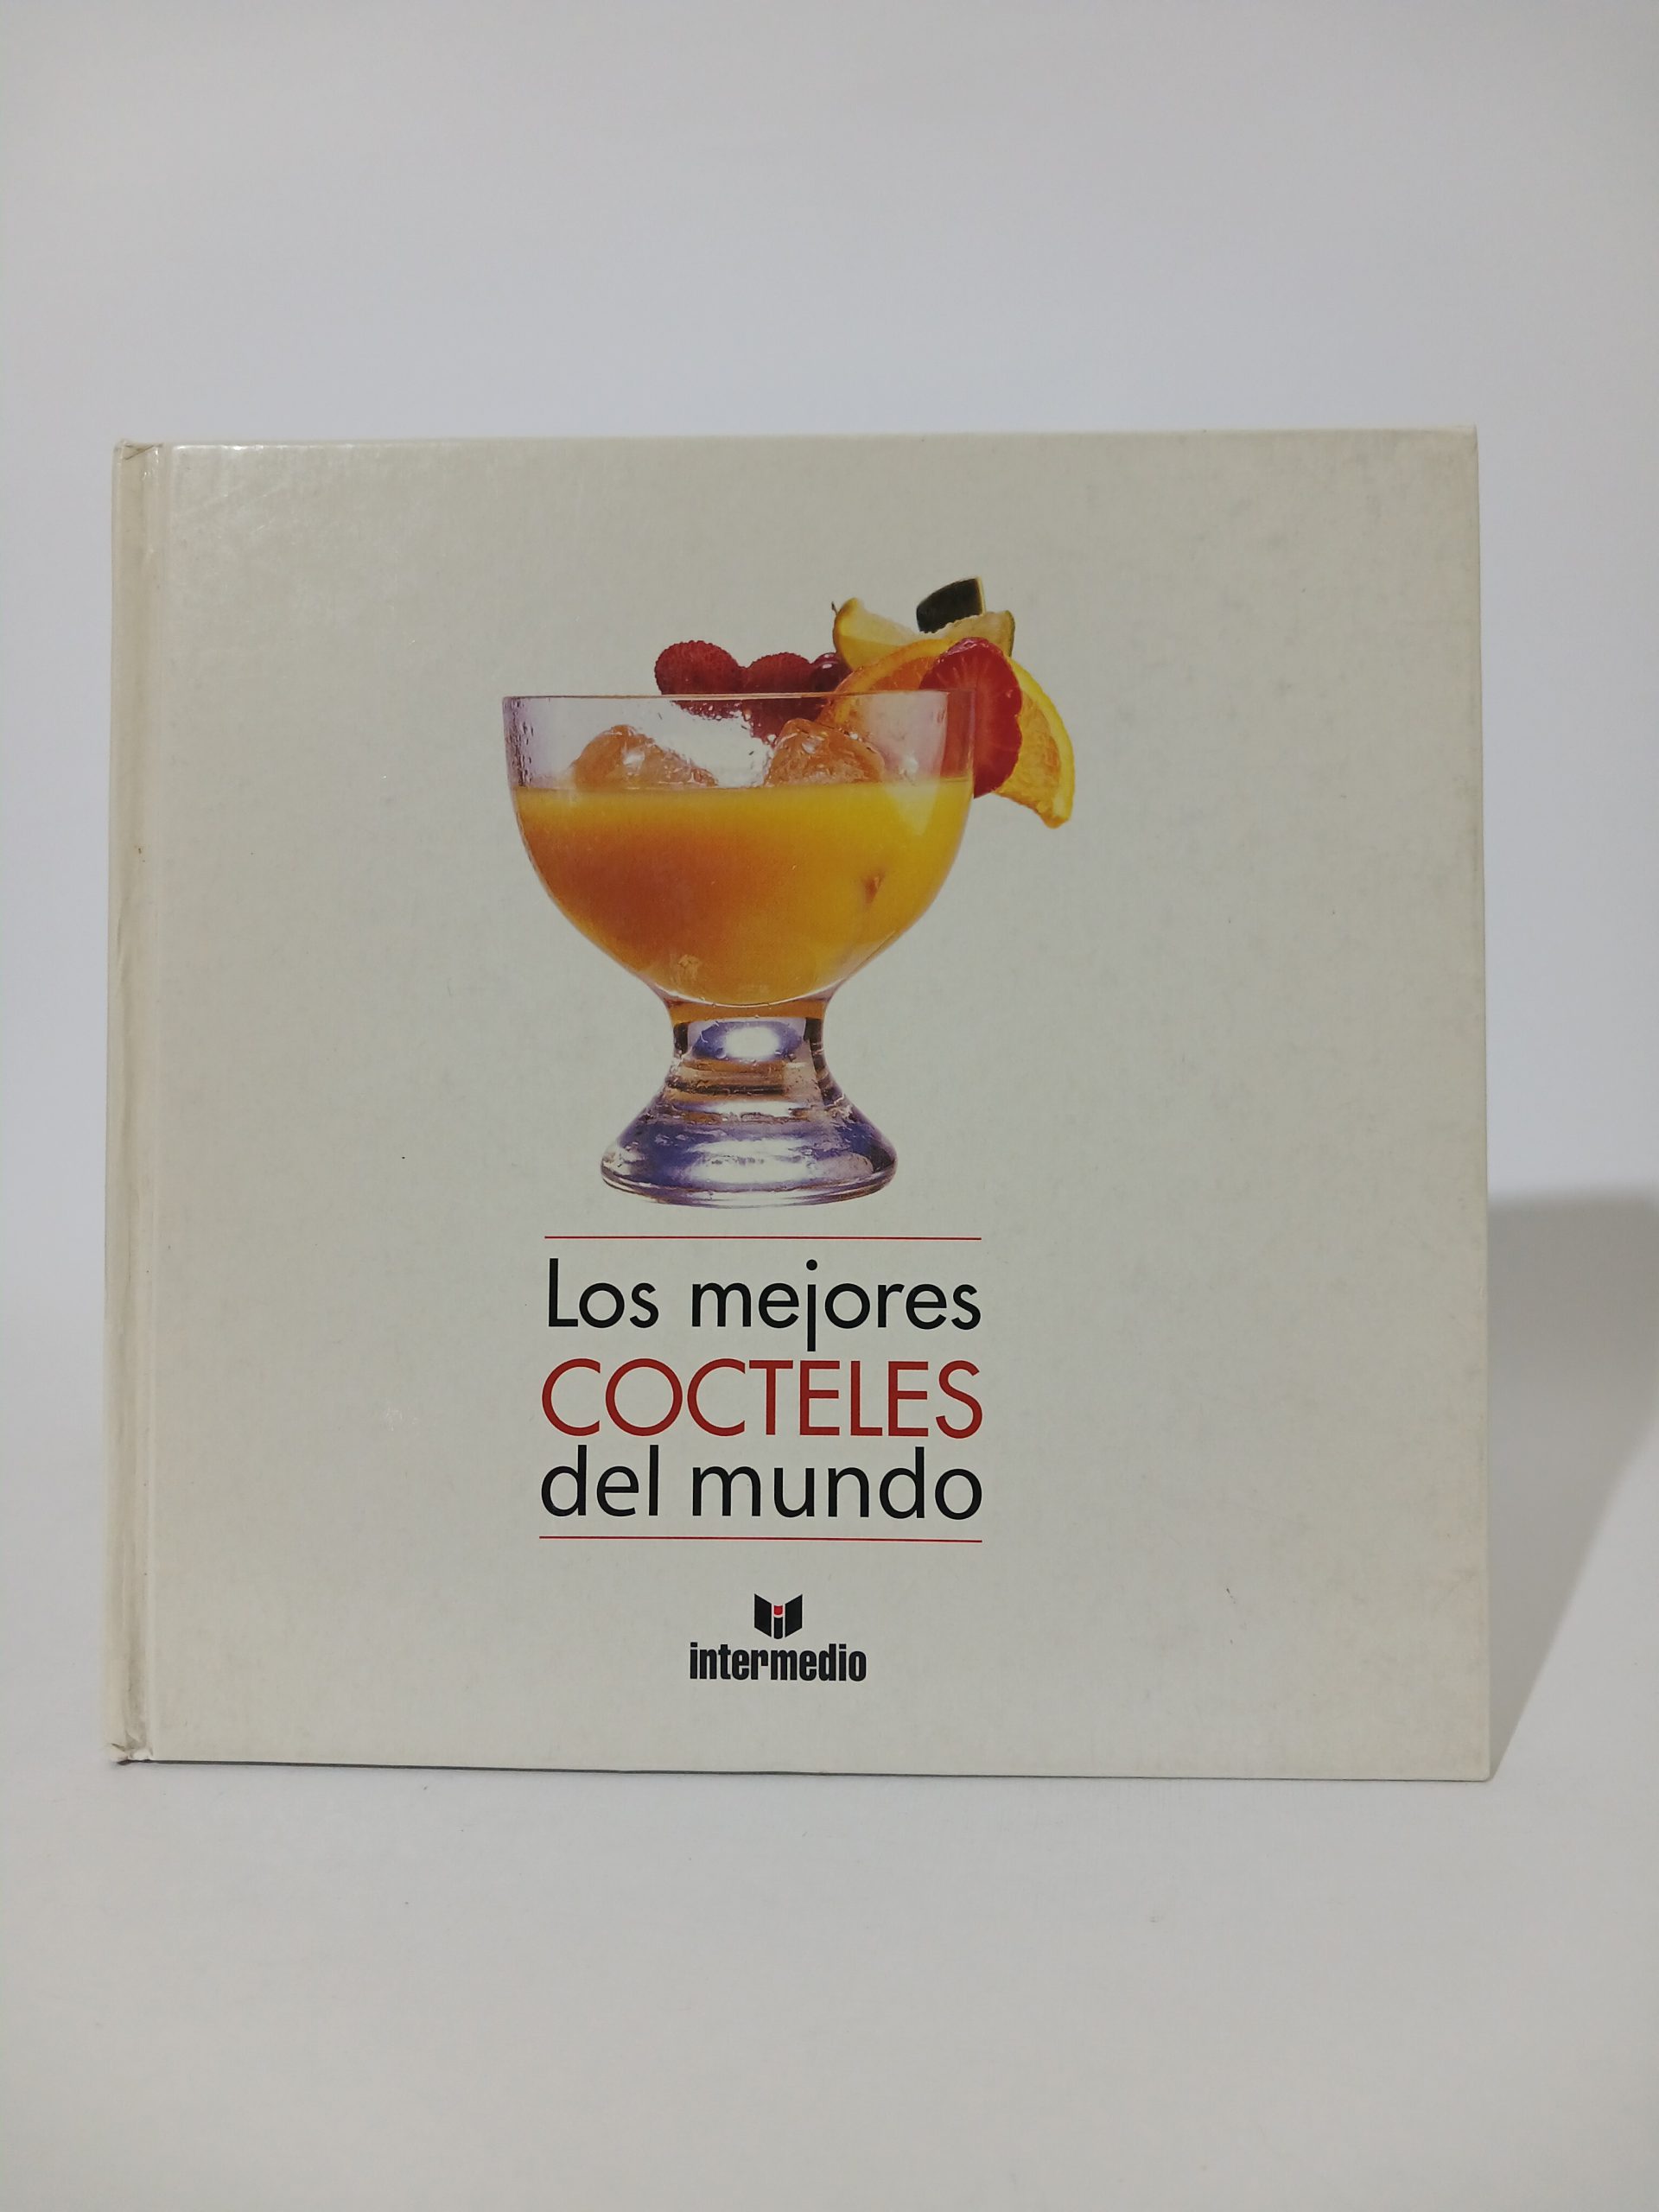 Los mejores
COCTELES
del mundo
intermedio